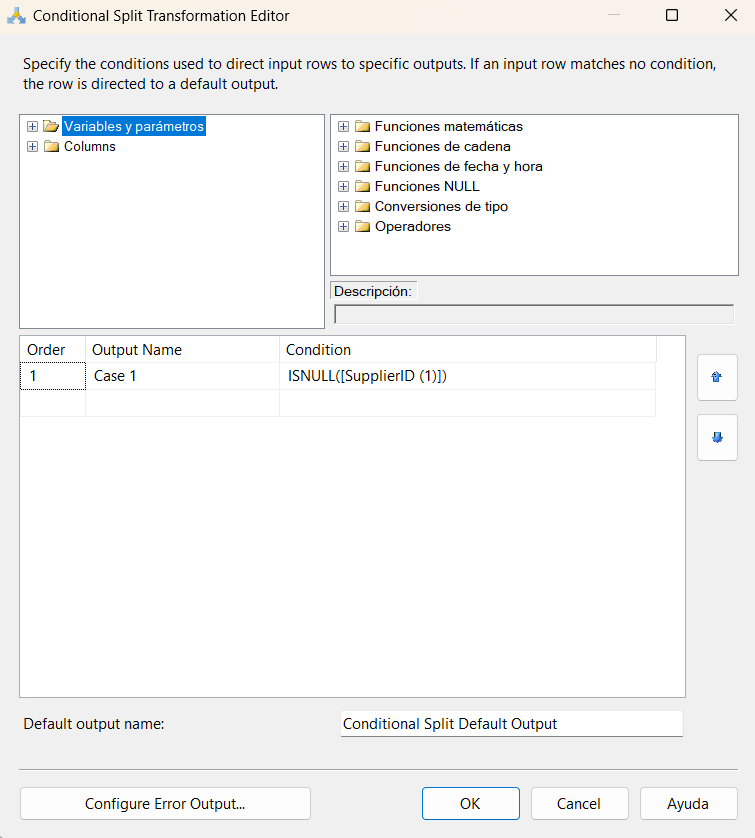 Conditional Split Transformation Editor
Specify the conditions used to direct input rows to specific outputs. If an input row matches no condition,
the row is directed to a default output.
Variables y parámetros
Columns
Funciones matemáticas
Funciones de cadena
Funciones de fecha y hora
Funciones NULL
Conversiones de tipo
Operadores
Descripción:
Order Output Name Condition
1 Case 1 ISNULL([SupplierID (1)])
Default output name: Conditional Split Default Output
Configure Error Output... OK Cancel Ayuda